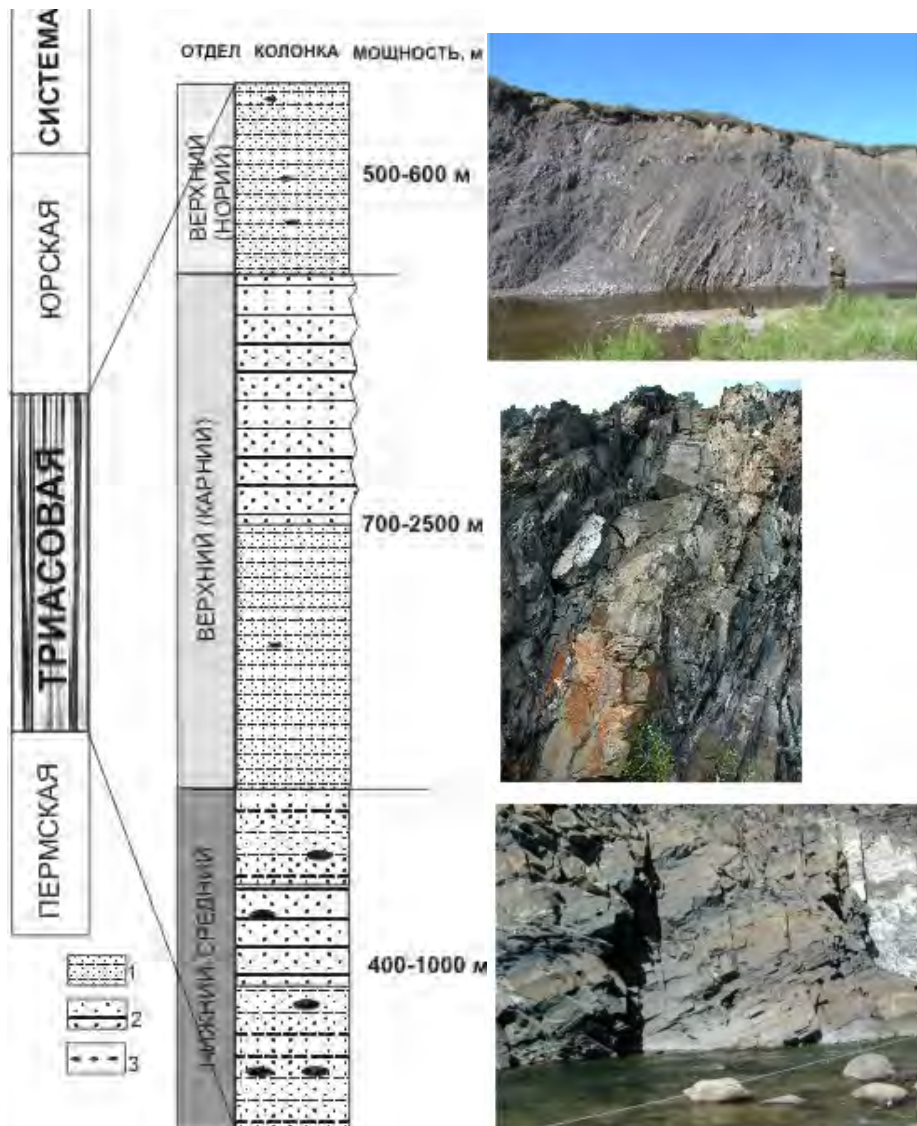 СИСТЕМА
ЮРСКАЯ
ТРИАСОВАЯ
ПЕРМСКАЯ
ОТДЕЛ КОЛОНКА МОЩНОСТЬ, м
ВЕРХНИЙ
(НОРИЙ)
500-600 м
ВЕРХНИЙ (КАРНИЙ)
700-2500 м
НИЖНИЙ-СРЕДНИЙ
400-1000 м
1
2
3